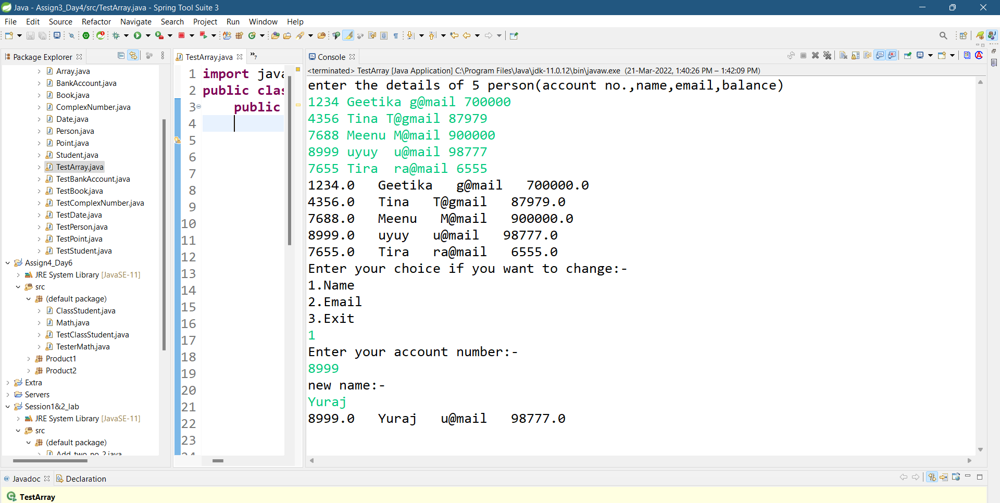 Java - Assign3_Day4/src/TestArray.java - Spring Tool Suite 3
File Edit Source Refactor Navigate Search Project Run Window Help
Package Explorer
Array.java
BankAccount.java
Book.java
ComplexNumber.java
Date.java
Person.java
Point.java
Student.java
TestArray.java
TestBankAccount.java
TestBook.java
TestComplexNumber.java
TestDate.java
TestPerson.java
TestPoint.java
TestStudent.java
Assign4_Day6
JRE System Library [JavaSE-11]
src
(default package)
ClassStudent.java
Math.java
TestClassStudent.java
TesterMath.java
Product1
Product2
Extra
Servers
Session1&2_lab
JRE System Library [JavaSE-11]
src
(default package)
Add_two_no_2.java
TestArray.java »7
1 import java
2 public clas
3 public
4
5
6
7
8
9
10
11
12
13
14
15
16
17
18
19
20
21
22
23
24
Console
<terminated> TestArray [Java Application] C:\Program Files\Java\jdk-11.0.12\bin\javaw.exe (21-Mar-2022, 1:40:26 PM – 1:42:09 PM)
enter the details of 5 person(account no.,name,email,balance)
1234 Geetika g@mail 700000
4356 Tina T@gmail 87979
7688 Meenu M@mail 900000
8999 uyuy  u@mail 98777
7655 Tira  ra@mail 6555
1234.0   Geetika   g@mail   700000.0
4356.0   Tina   T@gmail   87979.0
7688.0   Meenu   M@mail   900000.0
8999.0   uyuy   u@mail   98777.0
7655.0   Tira   ra@mail   6555.0
Enter your choice if you want to change:-
1.Name
2.Email
3.Exit
1
Enter your account number:-
8999
new name:-
Yuraj
8999.0   Yuraj   u@mail   98777.0
@ Javadoc Declaration
TestArray